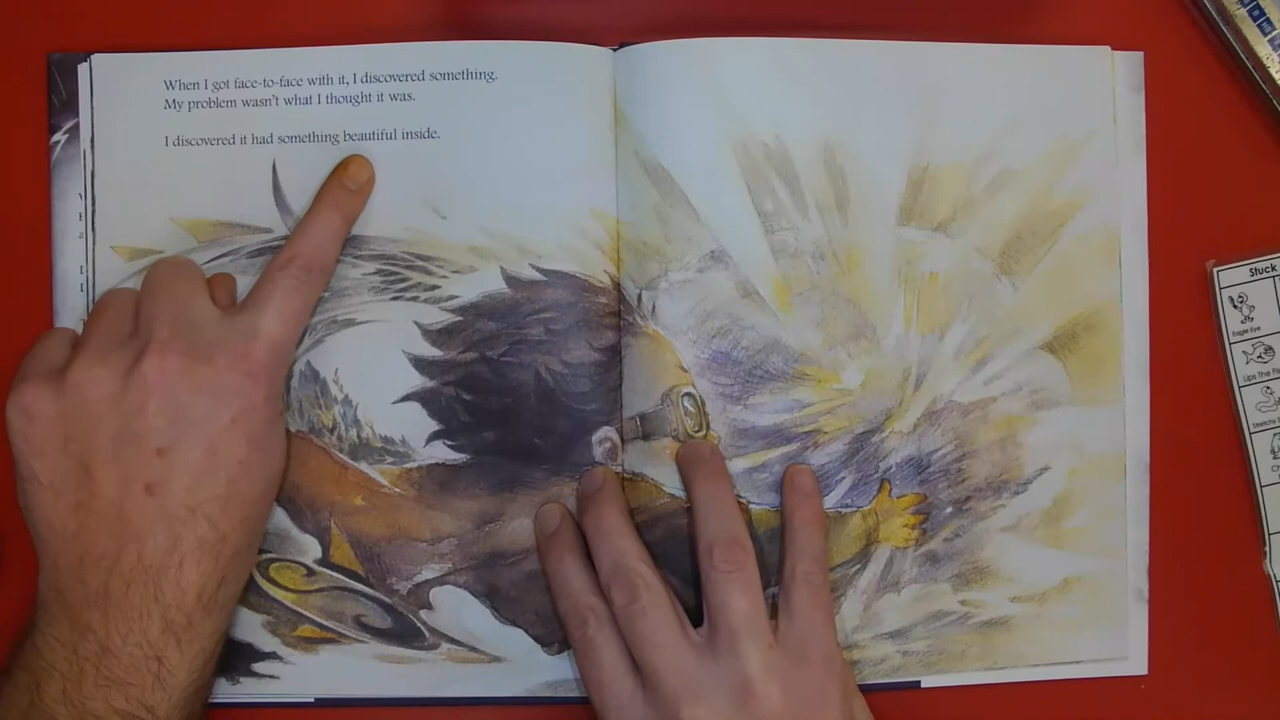 When I got face-to-face with it, I discovered something.
My problem wasn't what I thought it was.
I discovered it had something beautiful inside.
Stuck
Eagle Eye
Lips The Fi
Stretchy